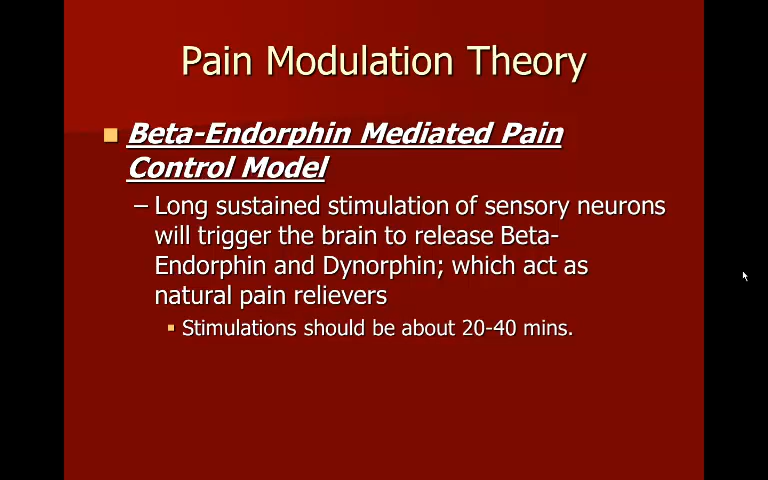 Pain Modulation Theory
Beta-Endorphin Mediated Pain
Control Model
– Long sustained stimulation of sensory neurons
will trigger the brain to release Beta-
Endorphin and Dynorphin; which act as
natural pain relievers
Stimulations should be about 20-40 mins.